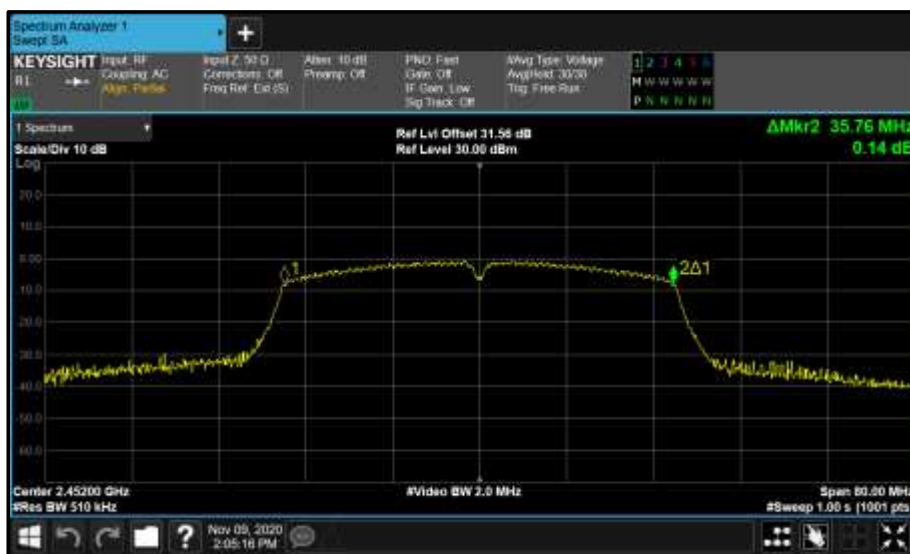 Spectrum Analyzer 1
Swept SA
+
KEYSIGHT
R L
Input: RF
Coupling: AC
Align: Partial
Input Z: 50 Ω
Corrections: Off
Freq Ref: Ext (S)
Atten: 10 dB
Preamp: Off
PNO: Fast
Gate: Off
IF Gain: Low
Sig Track: Off
#Avg Type: Voltage
Avg|Hold: 30/30
Trig: Free Run
1 2 3 4 5 6
M W W W W W
P N N N N N
1 Spectrum
Scale/Div 10 dB
Log
Ref Lvl Offset 31.56 dB
Ref Level 30.00 dBm
ΔMkr2 35.76 MHz
0.14 dB
20.0
10.0
0.00
-10.0
-20.0
-30.0
-40.0
-50.0
-60.0
1
2Δ1
Center 2.45200 GHz
#Res BW 510 kHz
#Video BW 2.0 MHz
Span 80.00 MHz
#Sweep 1.00 s (1001 pts)
?
Nov 09, 2020
2:05:16 PM